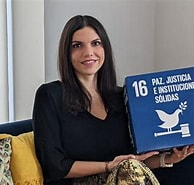 16 PAZ, JUSTICIA
E INSTITUCIONES
SÓLIDAS